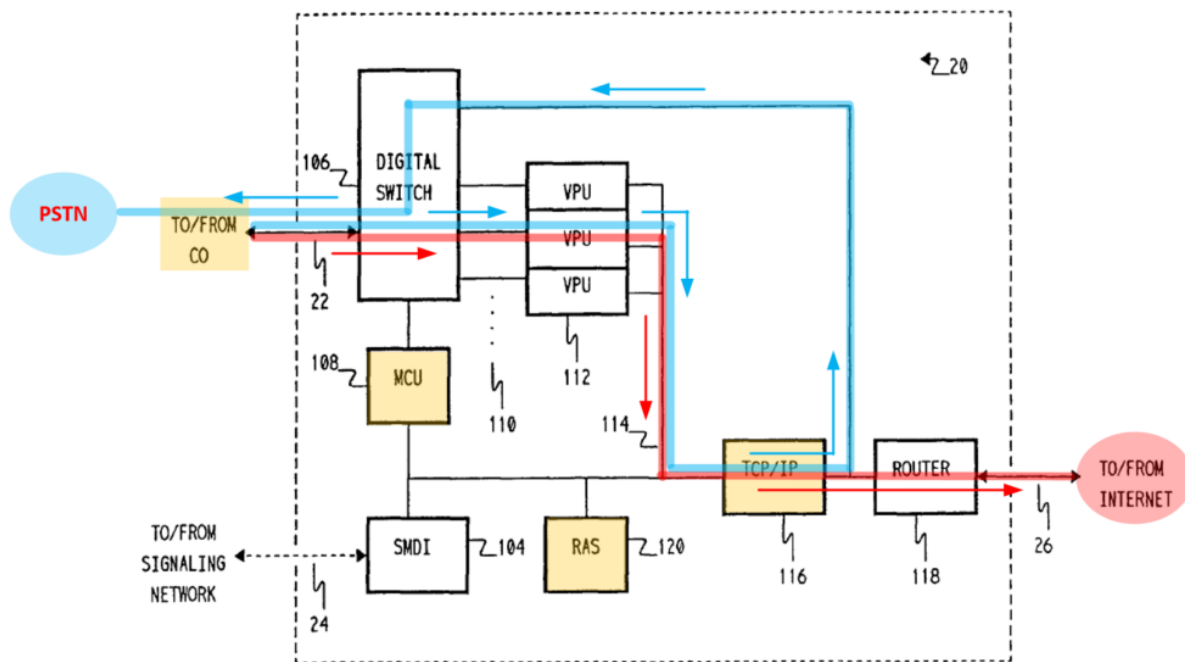 20
DIGITAL
SWITCH
106
PSTN
TO/FROM
CO
22
VPU
VPU
VPU
108
MCU
110
112
114
TCP/IP
ROUTER
TO/FROM
INTERNET
26
TO/FROM
SIGNALING
NETWORK
24
SMDI
104
RAS
120
116
118